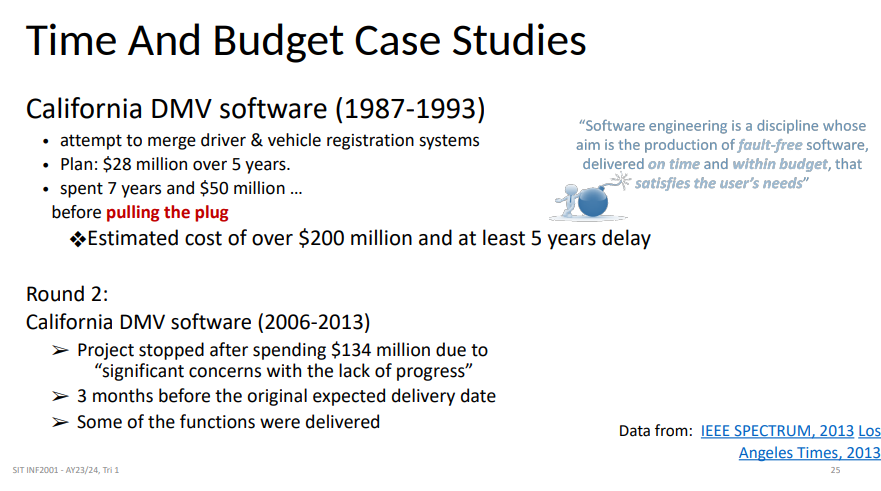 Time And Budget Case Studies
California DMV software (1987-1993)
• attempt to merge driver & vehicle registration systems
• Plan: $28 million over 5 years.
• spent 7 years and $50 million …
before pulling the plug
❖Estimated cost of over $200 million and at least 5 years delay
“Software engineering is a discipline whose
aim is the production of fault-free software,
delivered on time and within budget, that
satisfies the user’s needs”
Round 2:
California DMV software (2006-2013)
➢ Project stopped after spending $134 million due to
“significant concerns with the lack of progress”
➢ 3 months before the original expected delivery date
➢ Some of the functions were delivered
Data from: IEEE SPECTRUM, 2013 Los
Angeles Times, 2013
SIT INF2001 - AY23/24, Tri 1
25